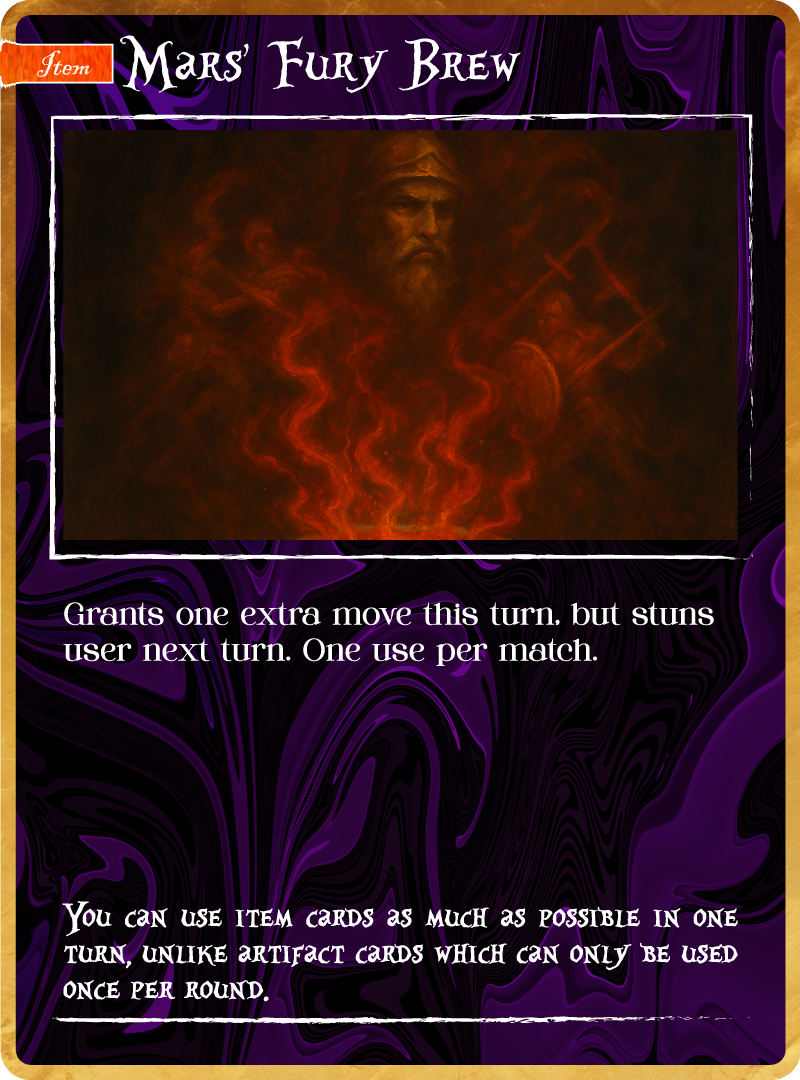 Item
Mars' Fury Brew
Grants one extra move this turn. but stuns
user next turn. One use per match.
You can use item cards as much as possible in one
turn, unlike artifact cards which can only be used
once per round.